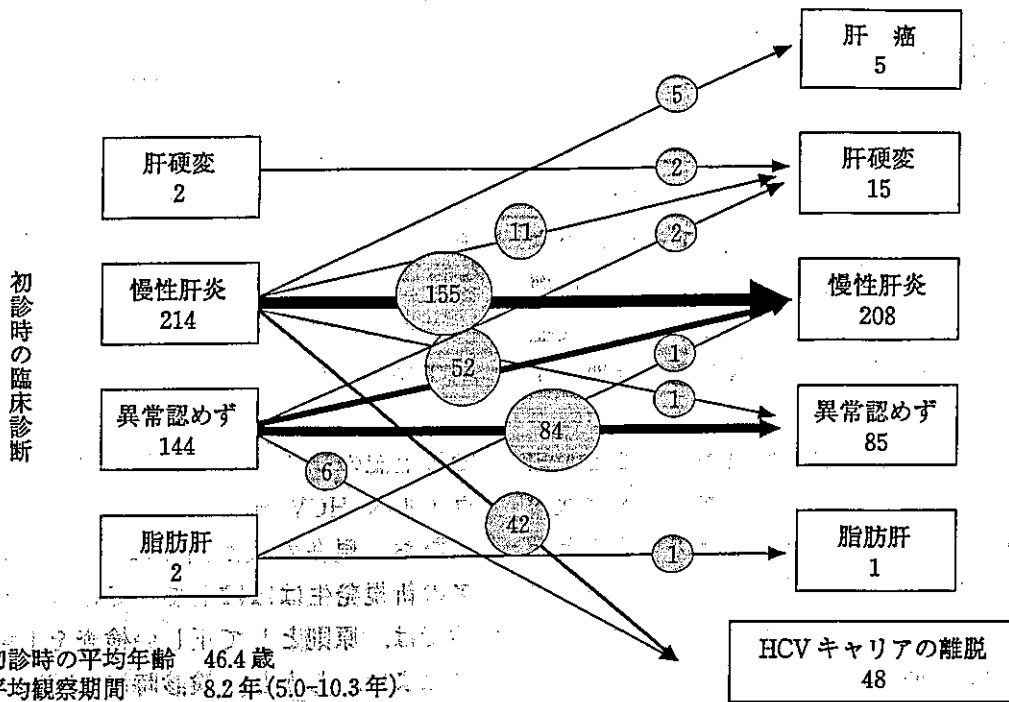 肝 癌
5
肝硬変
15
慢性肝炎
208
異常認めず
85
脂肪肝
1
HCV キャリアの離脱
48
初診時の臨床診断
肝硬変
2
慢性肝炎
214
異常認めず
144
脂肪肝
2
5
2
11
2
155
52
1
1
84
6
42
1
初診時の平均年齢 46.4 歳
平均観察期間 8.2 年 (5.0-10.3 年)